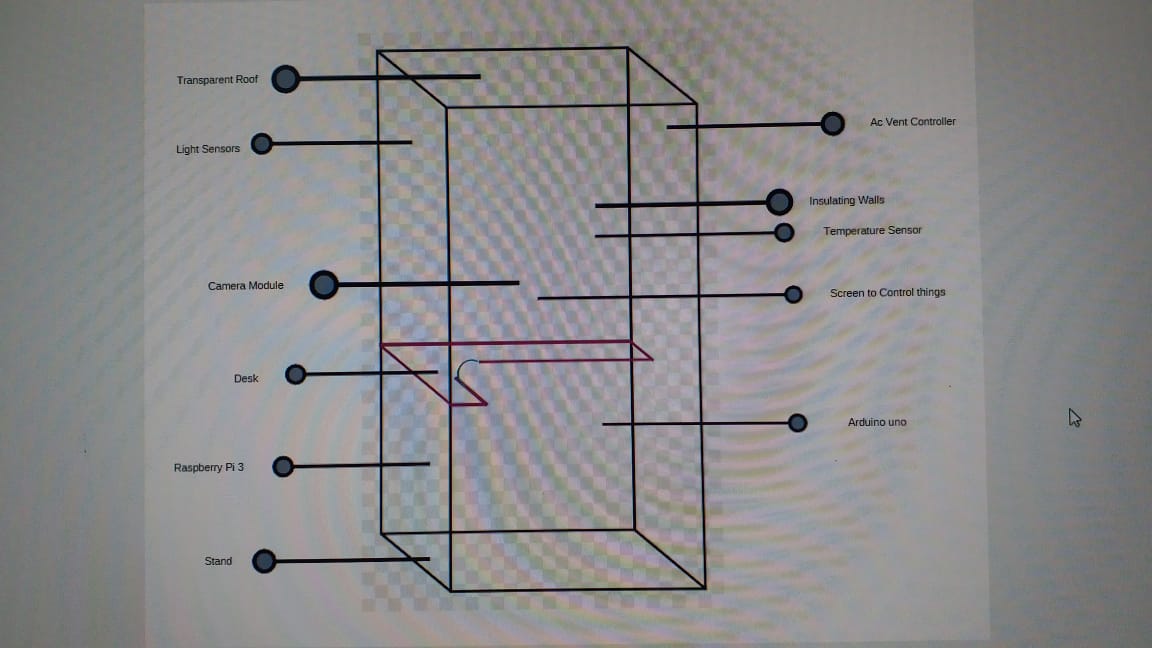 Transparent Roof
Ac Vent Controller
Light Sensors
Insulating Walls
Temperature Sensor
Camera Module
Screen to Control things
Desk
Arduino uno
Raspberry Pi 3
Stand